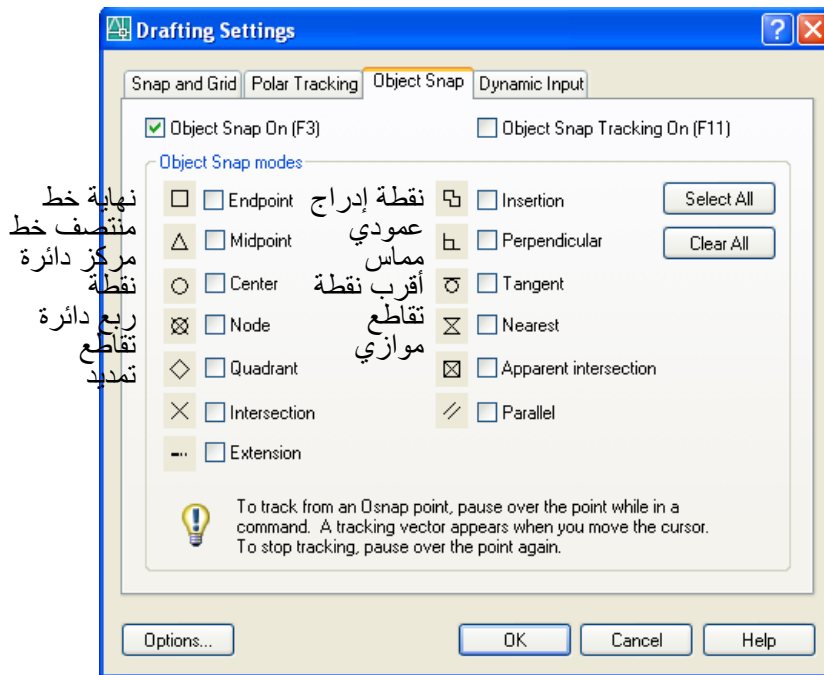 Drafting Settings
Snap and Grid Polar Tracking Object Snap Dynamic Input
Object Snap On (F3) Object Snap Tracking On (F11)
Object Snap modes
نهاية خط Endpoint نقطة إدراج Insertion Select All
منتصف خط Midpoint عمودي Perpendicular Clear All
مركز دائرة Center مماس Tangent
نقطة Node أقرب نقطة Nearest
ربع دائرة Quadrant تقاطع Apparent intersection
تقاطع Intersection موازي Parallel
تمديد Extension
To track from an Osnap point, pause over the point while in a
command. A tracking vector appears when you move the cursor.
To stop tracking, pause over the point again.
Options... OK Cancel Help